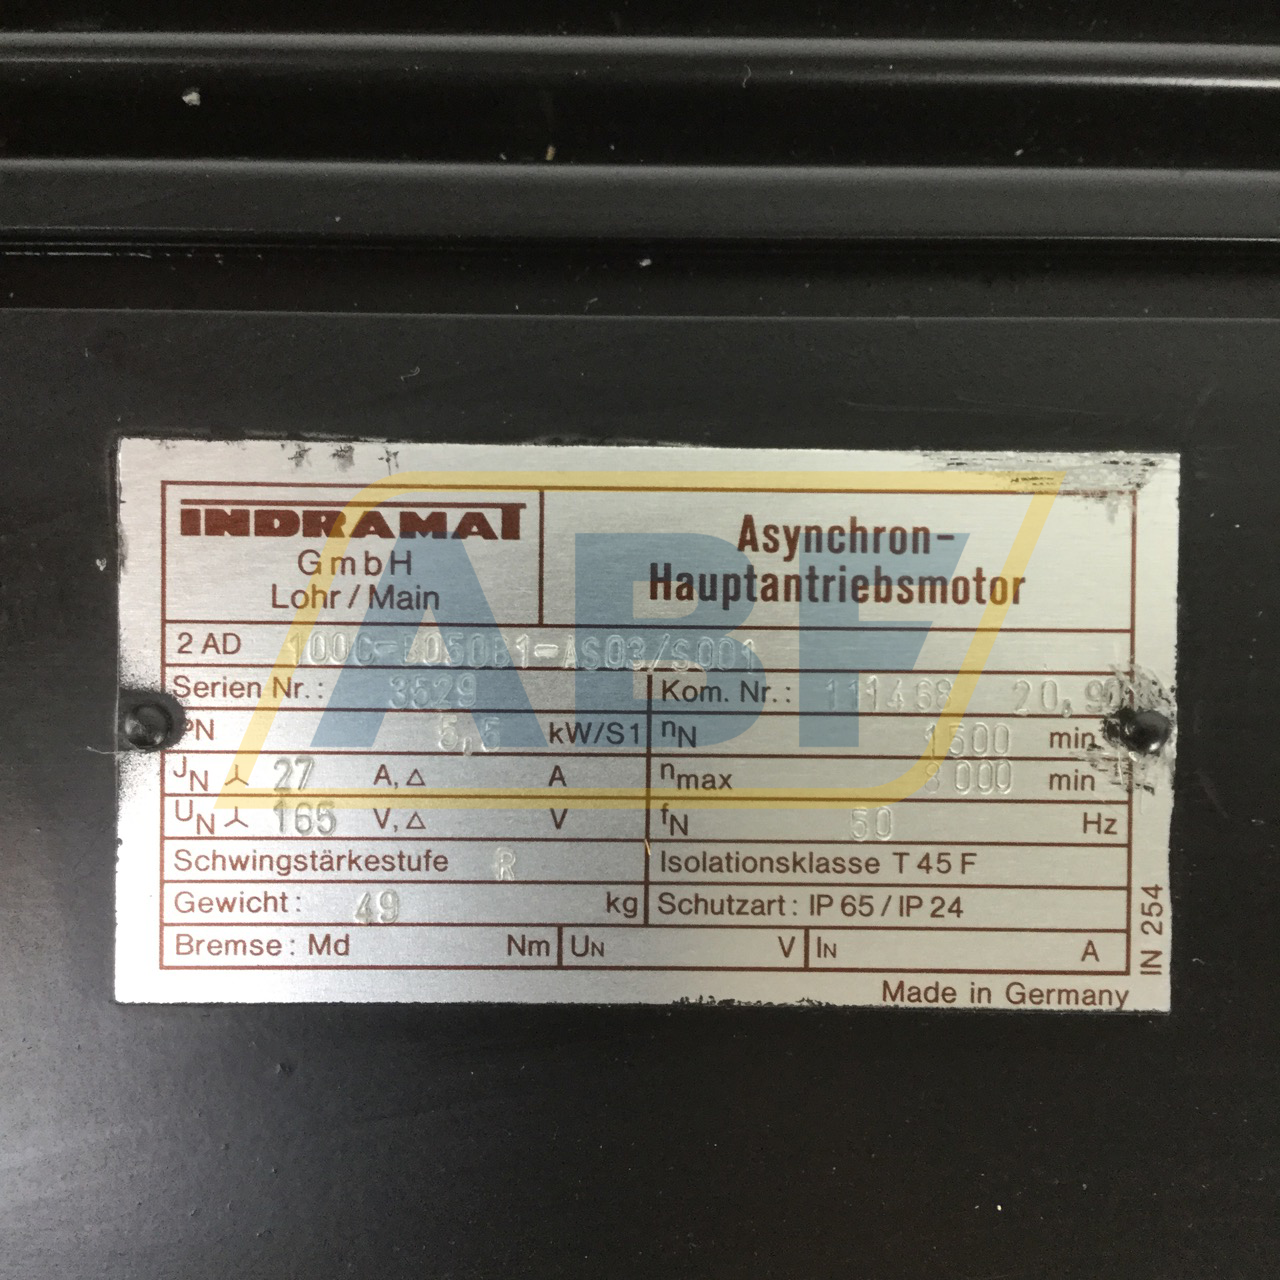 INDRAMAT
GmbH
Lohr / Main
Asynchron-
Hauptantriebsmotor
2 AD 100C-B050B1-AS03/S001
Serien Nr.: 3529 Kom. Nr.: 111468
PN 5,5 kW/S1 nN 1500 min
JN 27 A, △ A nmax 8 000 min
UN 165 V, △ V fN 50 Hz
Schwingstärkestufe R Isolationsklasse T 45 F
Gewicht: 49 kg Schutzart: IP 65 / IP 24
Bremse: Md Nm UN V IN A
IN 254
Made in Germany
ABF